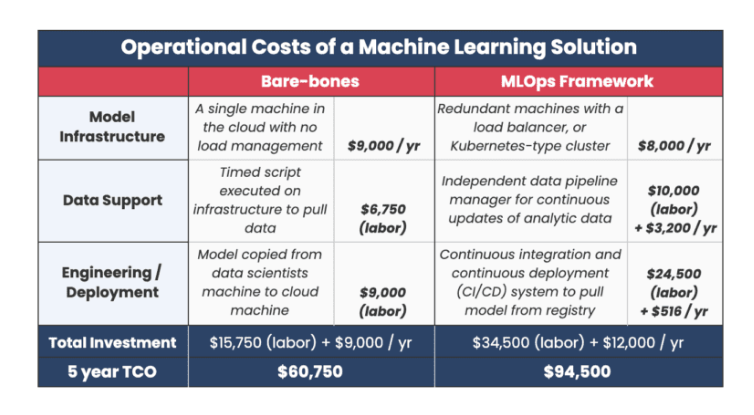 Operational Costs of a Machine Learning Solution
Bare-bones
MLOps Framework
Model
Infrastructure
A single machine in
the cloud with no
load management
$9,000 / yr
Redundant machines with a
load balancer, or
Kubernetes-type cluster
$8,000 / yr
Data Support
Timed script
executed on
infrastructure to pull
data
$6,750
(labor)
Independent data pipeline
manager for continuous
updates of analytic data
$10,000
(labor)
+ $3,200 / yr
Engineering /
Deployment
Model copied from
data scientists
machine to cloud
machine
$9,000
(labor)
Continuous integration and
continuous deployment
(CI/CD) system to pull
model from registry
$24,500
(labor)
+ $516 / yr
Total Investment
$15,750 (labor) + $9,000 / yr
$34,500 (labor) + $12,000 / yr
5 year TCO
$60,750
$94,500